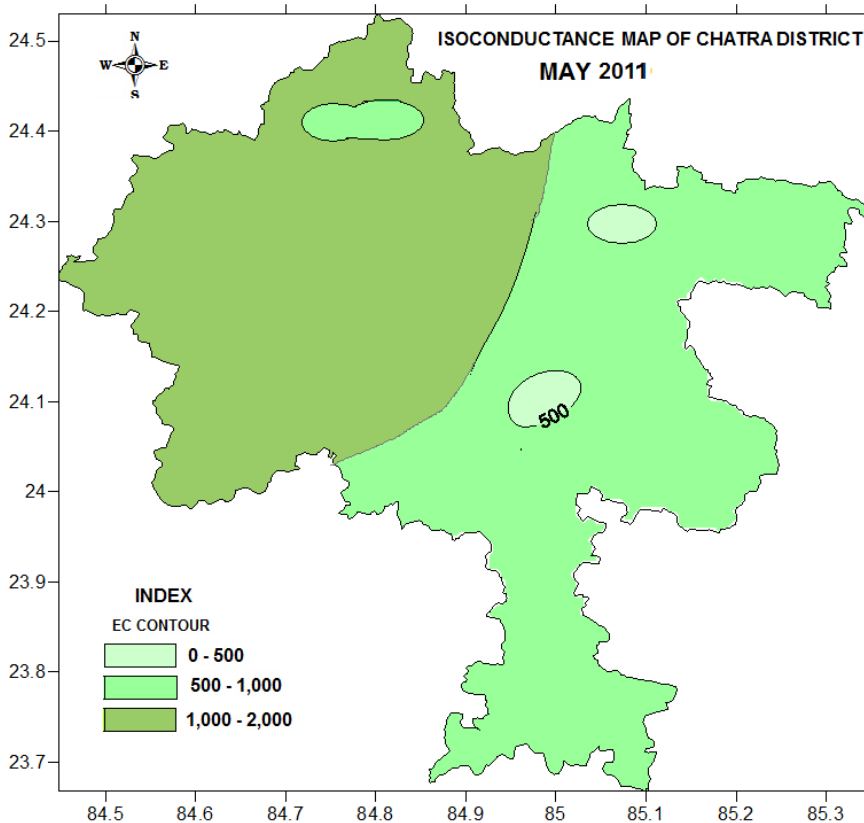 ISOCONDUCTANCE MAP OF CHATRA DISTRICT
MAY 2011
N
W E
S
24.5
24.4
24.3
24.2
24.1
24
23.9
23.8
23.7
500
INDEX
EC CONTOUR
0 - 500
500 - 1,000
1,000 - 2,000
84.5 84.6 84.7 84.8 84.9 85 85.1 85.2 85.3